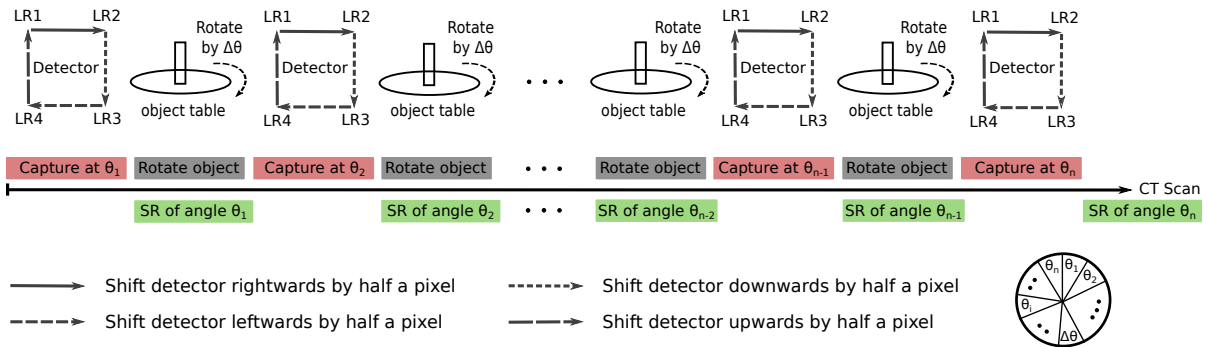 LR1 LR2
Detector
LR4 LR3
Rotate
by Δθ
object table
LR1 LR2
Detector
LR4 LR3
Rotate
by Δθ
object table
Rotate
by Δθ
object table
LR1 LR2
Detector
LR4 LR3
Rotate
by Δθ
object table
LR1 LR2
Detector
LR4 LR3
Capture at θ1 Rotate object Capture at θ2 Rotate object Rotate object Capture at θn-1 Rotate object Capture at θn
CT Scan
SR of angle θ1 SR of angle θ2 SR of angle θn-2 SR of angle θn-1 SR of angle θn
Shift detector rightwards by half a pixel
Shift detector downwards by half a pixel
Shift detector leftwards by half a pixel
Shift detector upwards by half a pixel
θn θ1 θ2
θi
Δθ